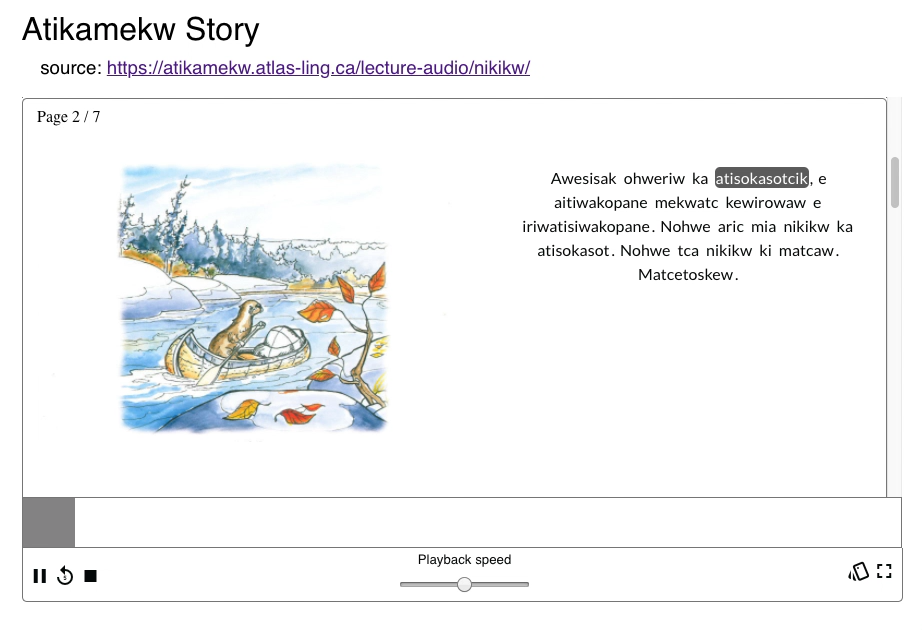 Atikamekw Story
source: https://atikamekw.atlas-ling.ca/lecture-audio/nikikw/
Page 2 / 7
Awesisak ohweriw ka atisokasotcik, e
aitiwakopane mekwatc kewirowaw e
iriwatisiwakopane. Nohwe aric mia nikikw ka
atisokasot. Nohwe tca nikikw ki matcaw.
Matcetoskew.
Playback speed
5